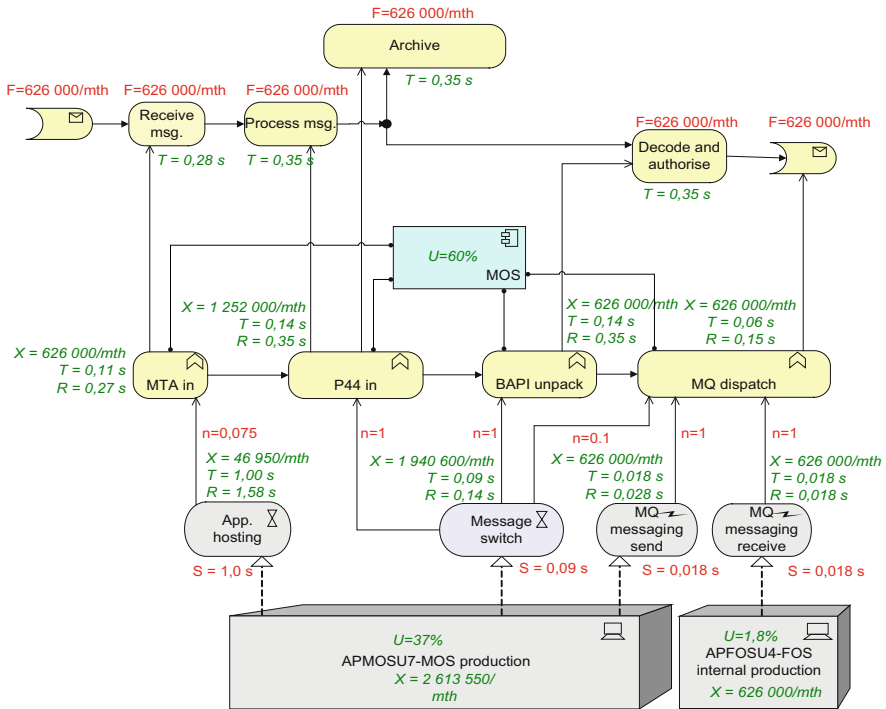 F=626 000/mth
Archive
T = 0,35 s
F=626 000/mth
F=626 000/mth
F=626 000/mth
Receive
msg.
Process msg.
T = 0,28 s
T = 0,35 s
F=626 000/mth
F=626 000/mth
Decode and
authorise
T = 0,35 s
U=60%
MOS
X = 626 000/mth
T = 0,11 s
R = 0,27 s
MTA in
X = 1 252 000/mth
T = 0,14 s
R = 0,35 s
P44 in
X = 626 000/mth
T = 0,14 s
R = 0,35 s
BAPI unpack
X = 626 000/mth
T = 0,06 s
R = 0,15 s
MQ dispatch
n=0,075
n=1
n=1
n=0.1
n=1
n=1
X = 46 950/mth
T = 1,00 s
R = 1,58 s
App.
hosting
S = 1,0 s
X = 1 940 600/mth
T = 0,09 s
R = 0,14 s
Message
switch
S = 0,09 s
X = 626 000/mth
T = 0,018 s
R = 0,028 s
MQ
messaging
send
S = 0,018 s
X = 626 000/mth
T = 0,018 s
R = 0,018 s
MQ
messaging
receive
S = 0,018 s
U=37%
APMOSU7-MOS production
X = 2 613 550/
mth
U=1,8%
APFOSU4-FOS
internal production
X = 626 000/mth